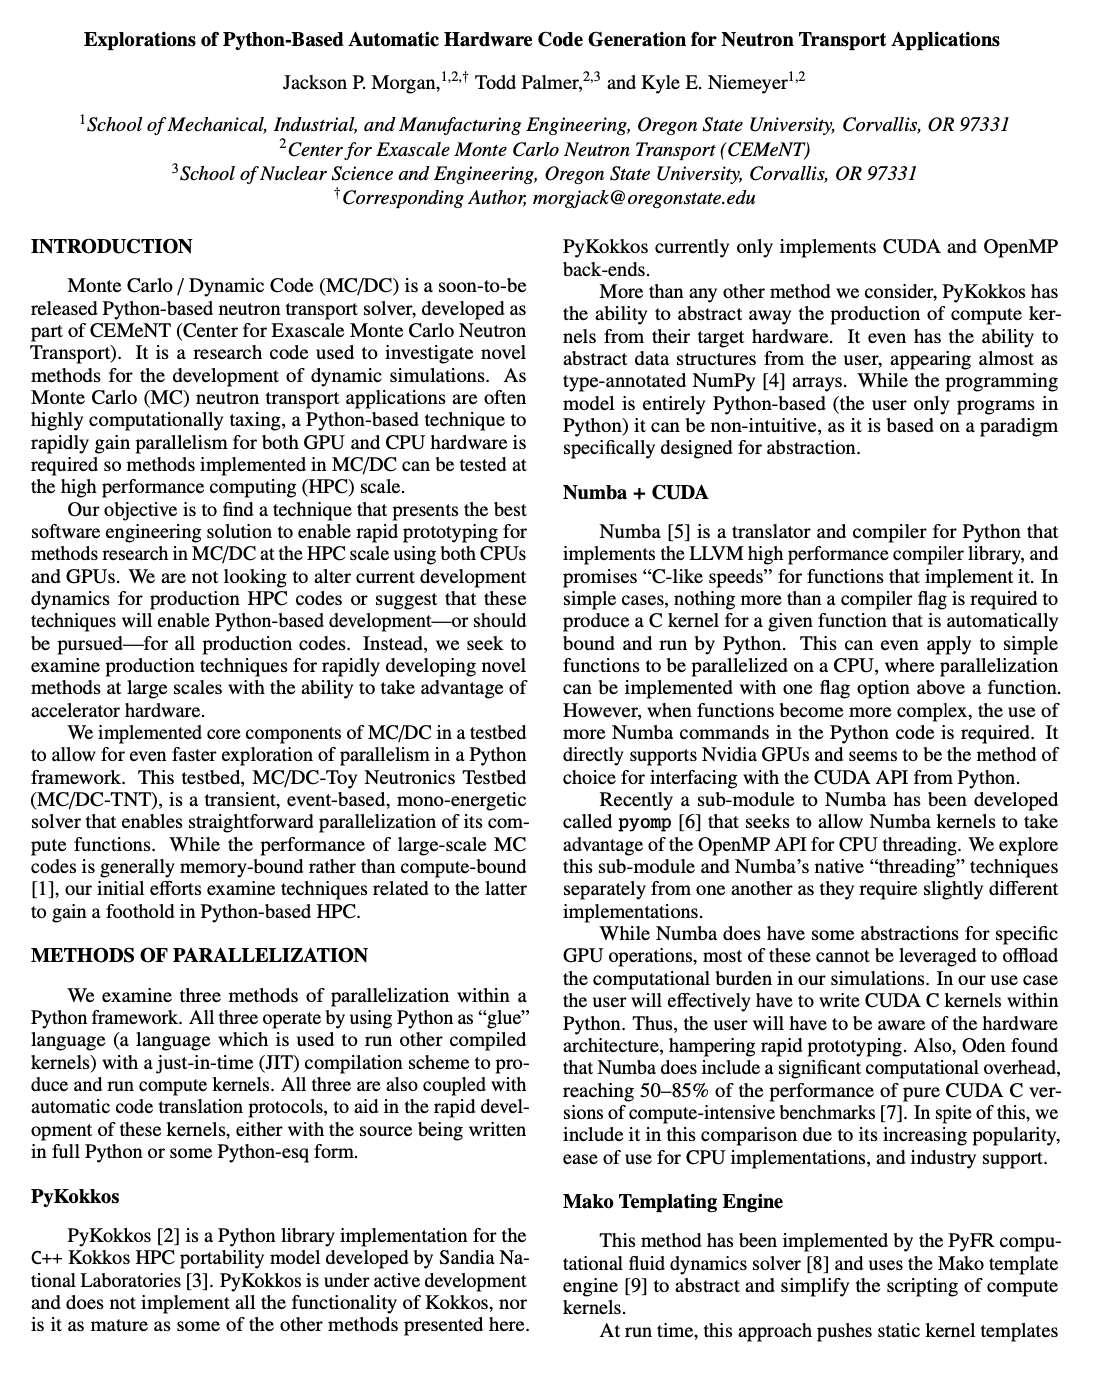 Explorations of Python-Based Automatic Hardware Code Generation for Neutron Transport Applications
Jackson P. Morgan,1,2,† Todd Palmer,2,3 and Kyle E. Niemeyer1,2
1School of Mechanical, Industrial, and Manufacturing Engineering, Oregon State University, Corvallis, OR 97331
2Center for Exascale Monte Carlo Neutron Transport (CEMeNT)
3School of Nuclear Science and Engineering, Oregon State University, Corvallis, OR 97331
†Corresponding Author, morgjack@oregonstate.edu
INTRODUCTION
Monte Carlo / Dynamic Code (MC/DC) is a soon-to-be
released Python-based neutron transport solver, developed as
part of CEMeNT (Center for Exascale Monte Carlo Neutron
Transport). It is a research code used to investigate novel
methods for the development of dynamic simulations. As
Monte Carlo (MC) neutron transport applications are often
highly computationally taxing, a Python-based technique to
rapidly gain parallelism for both GPU and CPU hardware is
required so methods implemented in MC/DC can be tested at
the high performance computing (HPC) scale.
Our objective is to find a technique that presents the best
software engineering solution to enable rapid prototyping for
methods research in MC/DC at the HPC scale using both CPUs
and GPUs. We are not looking to alter current development
dynamics for production HPC codes or suggest that these
techniques will enable Python-based development—or should
be pursued—for all production codes. Instead, we seek to
examine production techniques for rapidly developing novel
methods at large scales with the ability to take advantage of
accelerator hardware.
We implemented core components of MC/DC in a testbed
to allow for even faster exploration of parallelism in a Python
framework. This testbed, MC/DC-Toy Neutronics Testbed
(MC/DC-TNT), is a transient, event-based, mono-energetic
solver that enables straightforward parallelization of its com-
pute functions. While the performance of large-scale MC
codes is generally memory-bound rather than compute-bound
[1], our initial efforts examine techniques related to the latter
to gain a foothold in Python-based HPC.
METHODS OF PARALLELIZATION
We examine three methods of parallelization within a
Python framework. All three operate by using Python as “glue”
language (a language which is used to run other compiled
kernels) with a just-in-time (JIT) compilation scheme to pro-
duce and run compute kernels. All three are also coupled with
automatic code translation protocols, to aid in the rapid devel-
opment of these kernels, either with the source being written
in full Python or some Python-esq form.
PyKokkos
PyKokkos [2] is a Python library implementation for the
C++ Kokkos HPC portability model developed by Sandia Na-
tional Laboratories [3]. PyKokkos is under active development
and does not implement all the functionality of Kokkos, nor
is it as mature as some of the other methods presented here.
PyKokkos currently only implements CUDA and OpenMP
back-ends.
More than any other method we consider, PyKokkos has
the ability to abstract away the production of compute ker-
nels from their target hardware. It even has the ability to
abstract data structures from the user, appearing almost as
type-annotated NumPy [4] arrays. While the programming
model is entirely Python-based (the user only programs in
Python) it can be non-intuitive, as it is based on a paradigm
specifically designed for abstraction.
Numba + CUDA
Numba [5] is a translator and compiler for Python that
implements the LLVM high performance compiler library, and
promises “C-like speeds” for functions that implement it. In
simple cases, nothing more than a compiler flag is required to
produce a C kernel for a given function that is automatically
bound and run by Python. This can even apply to simple
functions to be parallelized on a CPU, where parallelization
can be implemented with one flag option above a function.
However, when functions become more complex, the use of
more Numba commands in the Python code is required. It
directly supports Nvidia GPUs and seems to be the method of
choice for interfacing with the CUDA API from Python.
Recently a sub-module to Numba has been developed
called pyomp [6] that seeks to allow Numba kernels to take
advantage of the OpenMP API for CPU threading. We explore
this sub-module and Numba’s native “threading” techniques
separately from one another as they require slightly different
implementations.
While Numba does have some abstractions for specific
GPU operations, most of these cannot be leveraged to offload
the computational burden in our simulations. In our use case
the user will effectively have to write CUDA C kernels within
Python. Thus, the user will have to be aware of the hardware
architecture, hampering rapid prototyping. Also, Oden found
that Numba does include a significant computational overhead,
reaching 50–85% of the performance of pure CUDA C ver-
sions of compute-intensive benchmarks [7]. In spite of this, we
include it in this comparison due to its increasing popularity,
ease of use for CPU implementations, and industry support.
Mako Templating Engine
This method has been implemented by the PyFR compu-
tational fluid dynamics solver [8] and uses the Mako template
engine [9] to abstract and simplify the scripting of compute
kernels.
At run time, this approach pushes static kernel templates